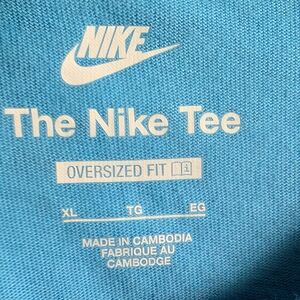 NIKE
The Nike Tee
OVERSIZED FIT
XL TG EG
MADE IN CAMBODIA
FABRIQUE AU
CAMBODGE